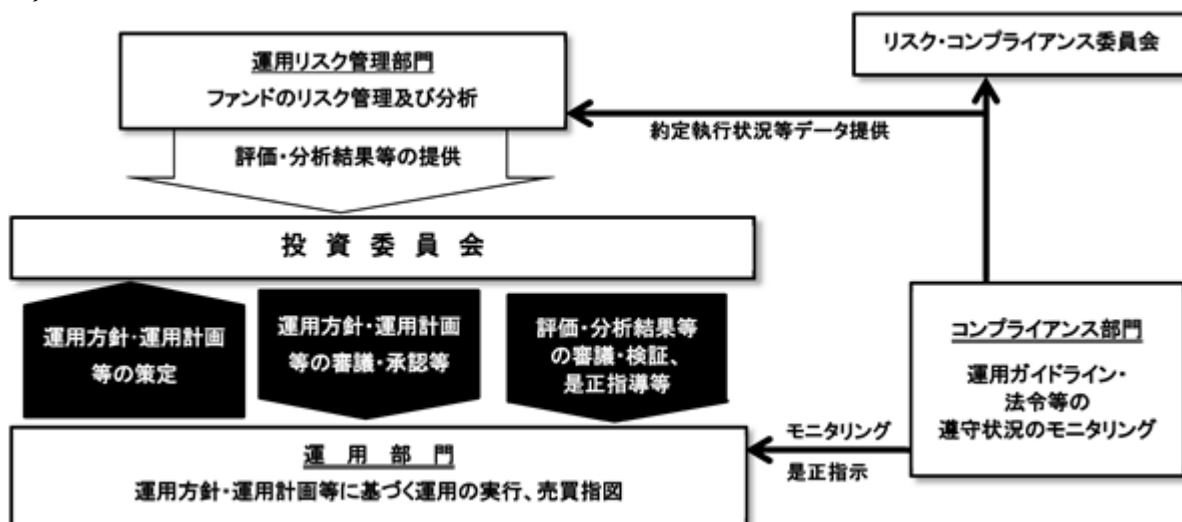 運用リスク管理部門
ファンドのリスク管理及び分析
リスク・コンプライアンス委員会
約定執行状況等データ提供
評価・分析結果等の提供
投資委員会
運用方針・運用計画
等の策定
運用方針・運用計画
等の審議・承認等
評価・分析結果等
の審議・検証、
是正指導等
コンプライアンス部門
運用ガイドライン・
法令等の
遵守状況のモニタリング
モニタリング
是正指示
運用部門
運用方針・運用計画等に基づく運用の実行、売買指図